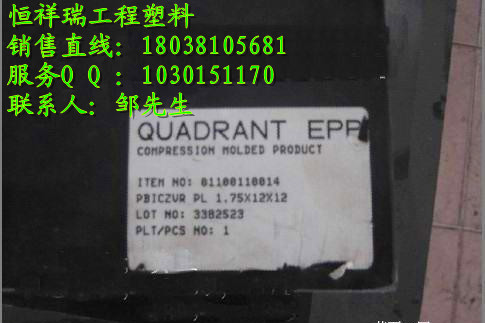 恒祥瑞工程塑料
销售直线：18038105681
服务QQ：1030151170
联系人：邹先生
QUADRANT EPP
COMPRESSION MOLDED PRODUCT
ITEM NO: 01100110014
PBICZWR PL 1.75X12X12
LOT NO: 3382523
PLT/PCS NO: 1